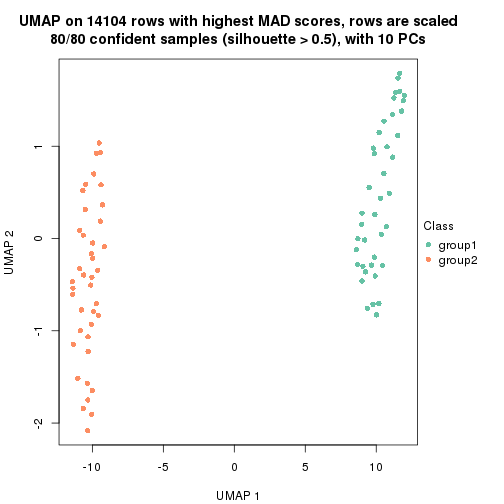 UMAP on 14104 rows with highest MAD scores, rows are scaled
80/80 confident samples (silhouette > 0.5), with 10 PCs
UMAP 2
1
0
-1
-2
-10
-5
0
5
10
UMAP 1
Class
group1
group2